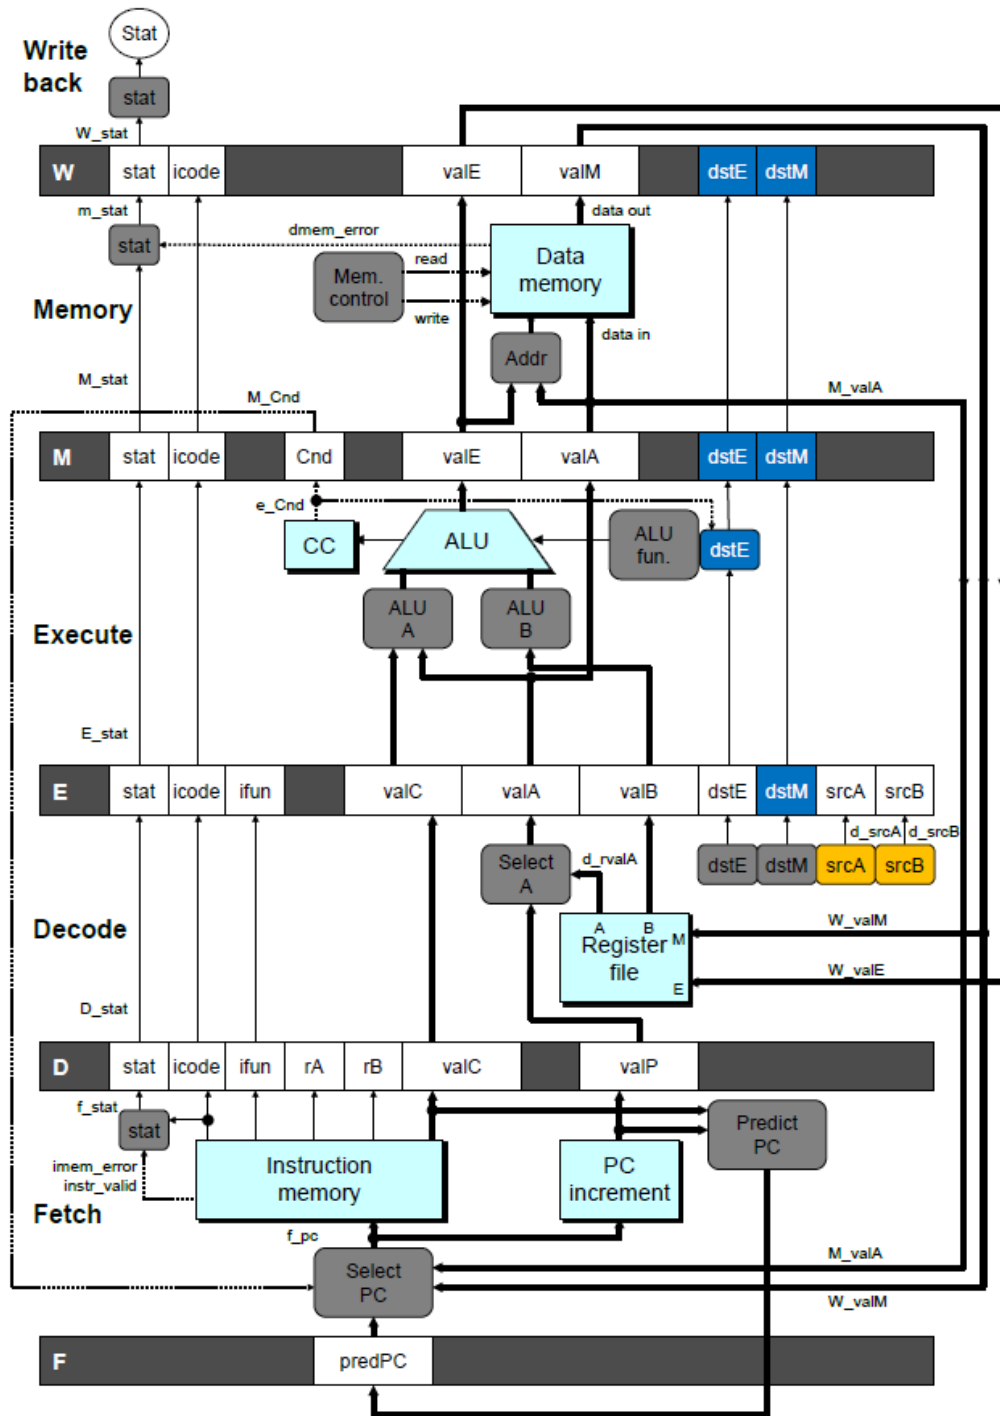 Stat
Write
back
stat
W_stat
W
stat
icode
valE
valM
dstE
dstM
m_stat
data out
dmem_error
stat
read
Mem.
control
Data
memory
Memory
write
data in
Addr
M_stat
M_valA
M_Cnd
M
stat
icode
Cnd
valE
valA
dstE
dstM
e_Cnd
CC
ALU
ALU
fun.
dstE
ALU
A
ALU
B
Execute
E_stat
E
stat
icode
ifun
valC
valA
valB
dstE
dstM
srcA
srcB
d_srcA
d_srcB
Select
A
d_rvalA
dstE
dstM
srcA
srcB
Decode
A
B
M
Register
file
E
W_valM
W_valE
D_stat
D
stat
icode
ifun
rA
rB
valC
valP
f_stat
stat
Predict
PC
imem_error
instr_valid
Instruction
memory
PC
increment
Fetch
f_pc
M_valA
Select
PC
W_valM
F
predPC